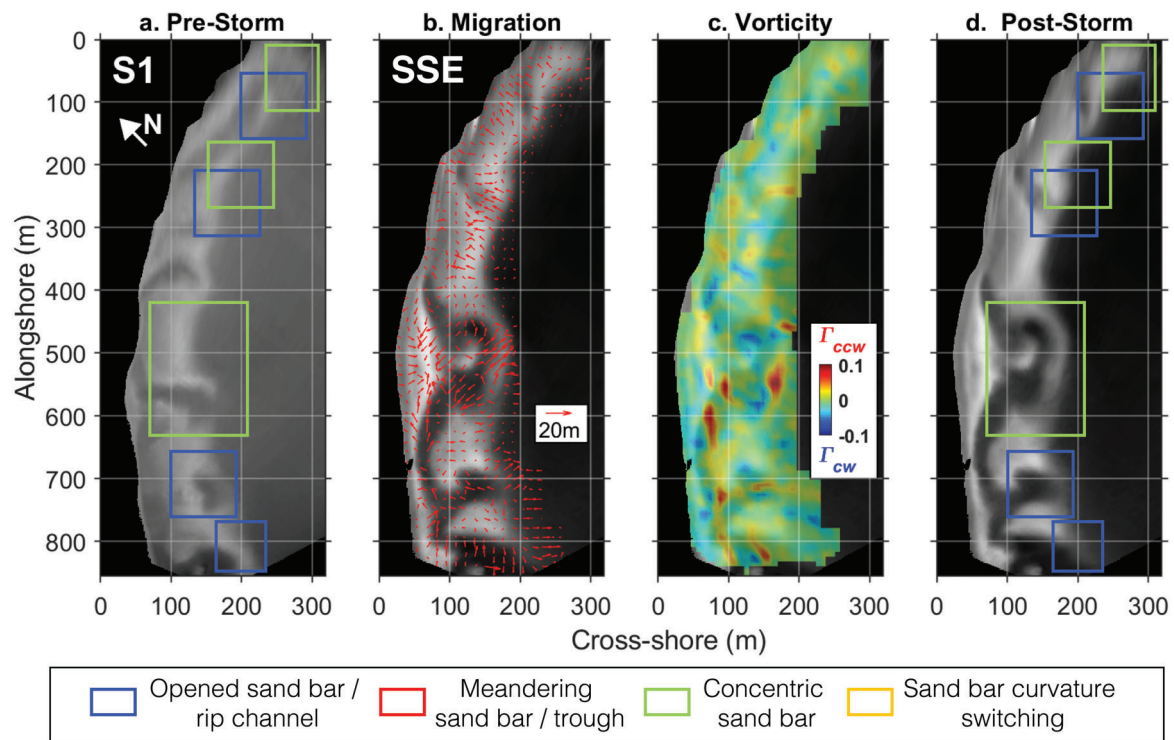 a. Pre-Storm
b. Migration
c. Vorticity
d. Post-Storm
S1
N
SSE
20m
Γccw
0.1
0
-0.1
Γcw
Alongshore (m)
0
100
200
300
400
500
600
700
800
0 100 200 300
0 100 200 300
0 100 200 300
0 100 200 300
Cross-shore (m)
Opened sand bar /
rip channel
Meandering
sand bar / trough
Concentric
sand bar
Sand bar curvature
switching